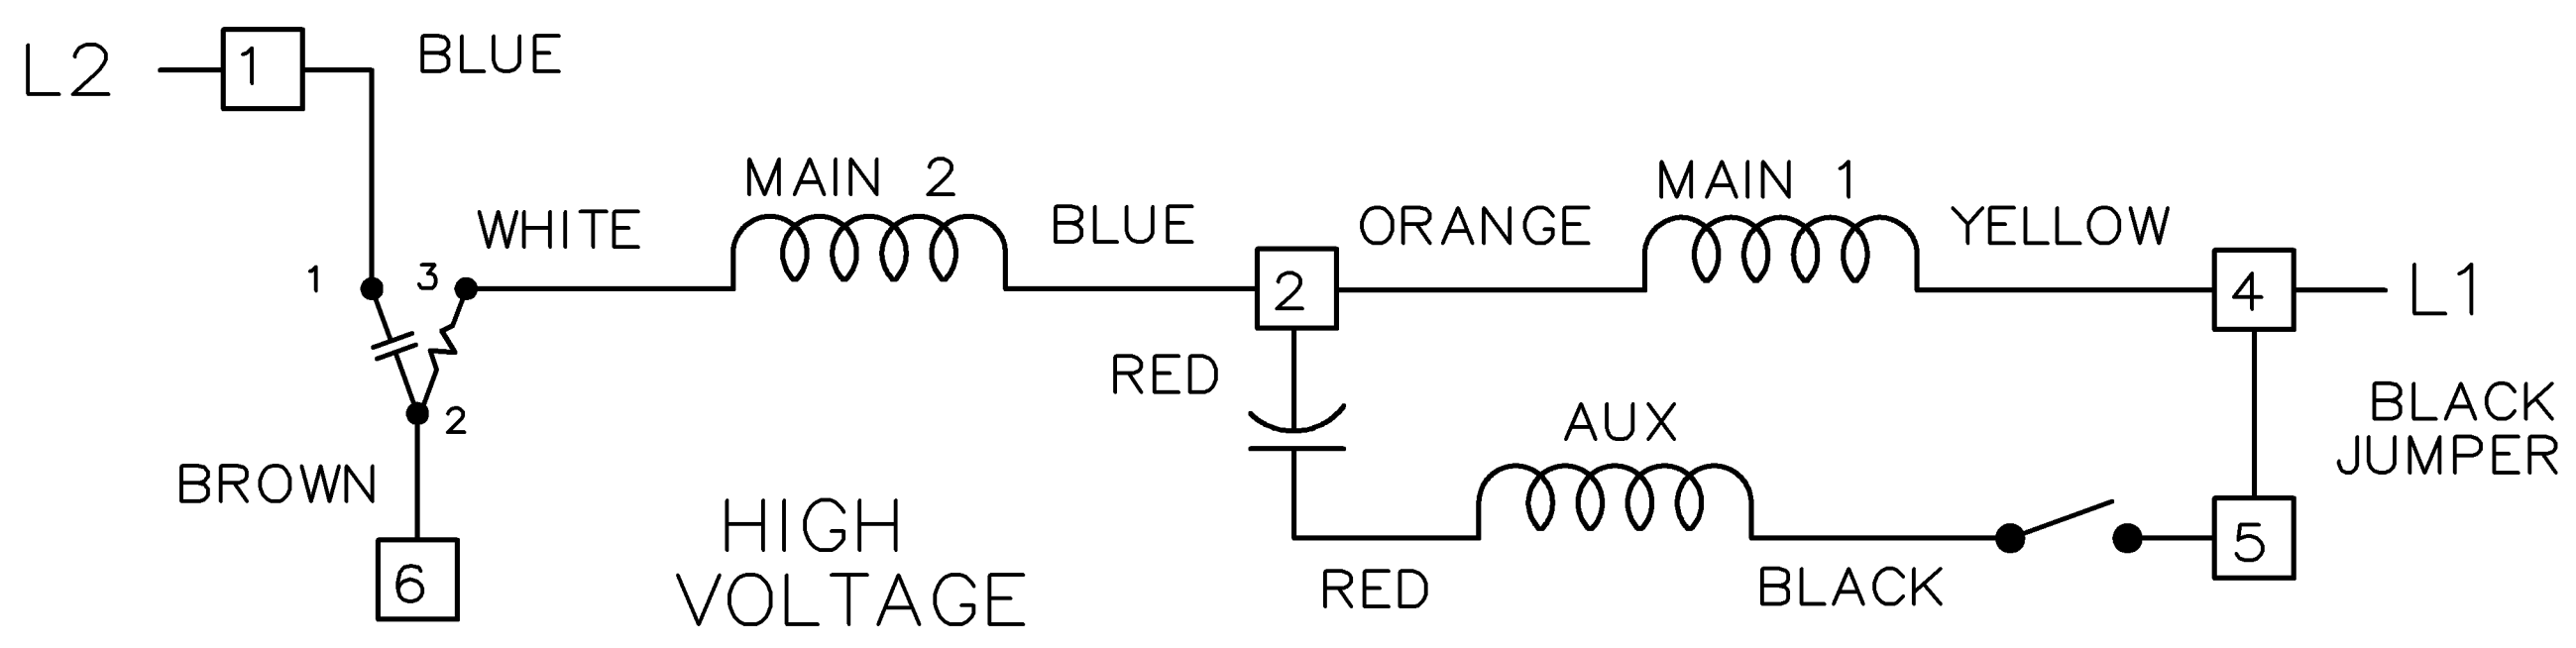 L2
1
BLUE
MAIN 2
MAIN 1
WHITE
BLUE
ORANGE
YELLOW
1
3
2
4
L1
RED
2
AUX
BLACK
JUMPER
BROWN
HIGH
VOLTAGE
6
RED
BLACK
5